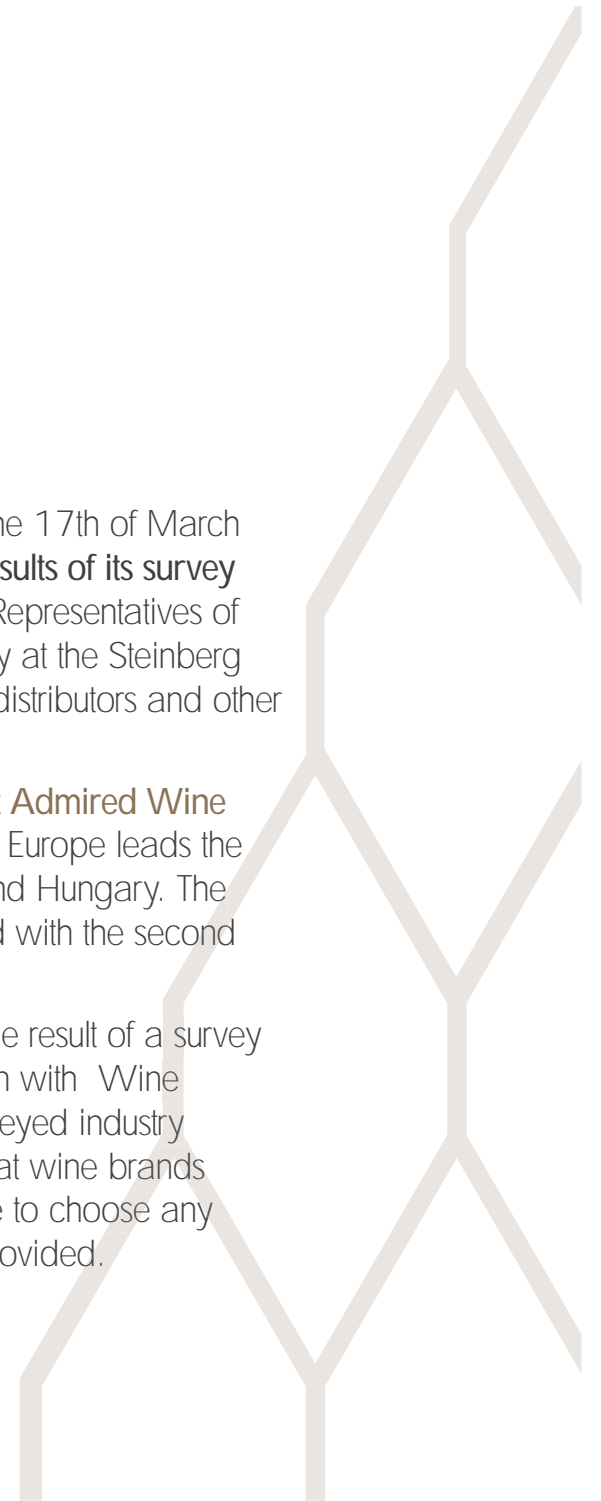 ne 17th of March
sults of its survey
Representatives of
y at the Steinberg
distributors and other
t Admired Wine
Europe leads the
nd Hungary. The
d with the second
e result of a survey
n with Wine
eyed industry
at wine brands
e to choose any
ovided.